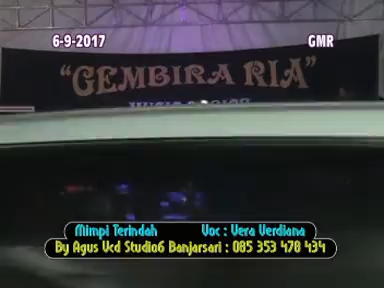 6-9-2017 GMR
"GEMBIRA RIA"
Mimpi Terindah Voc : Vera Verdiana
By Agus Vcd Studio6 Banjarsari : 085 353 478 434